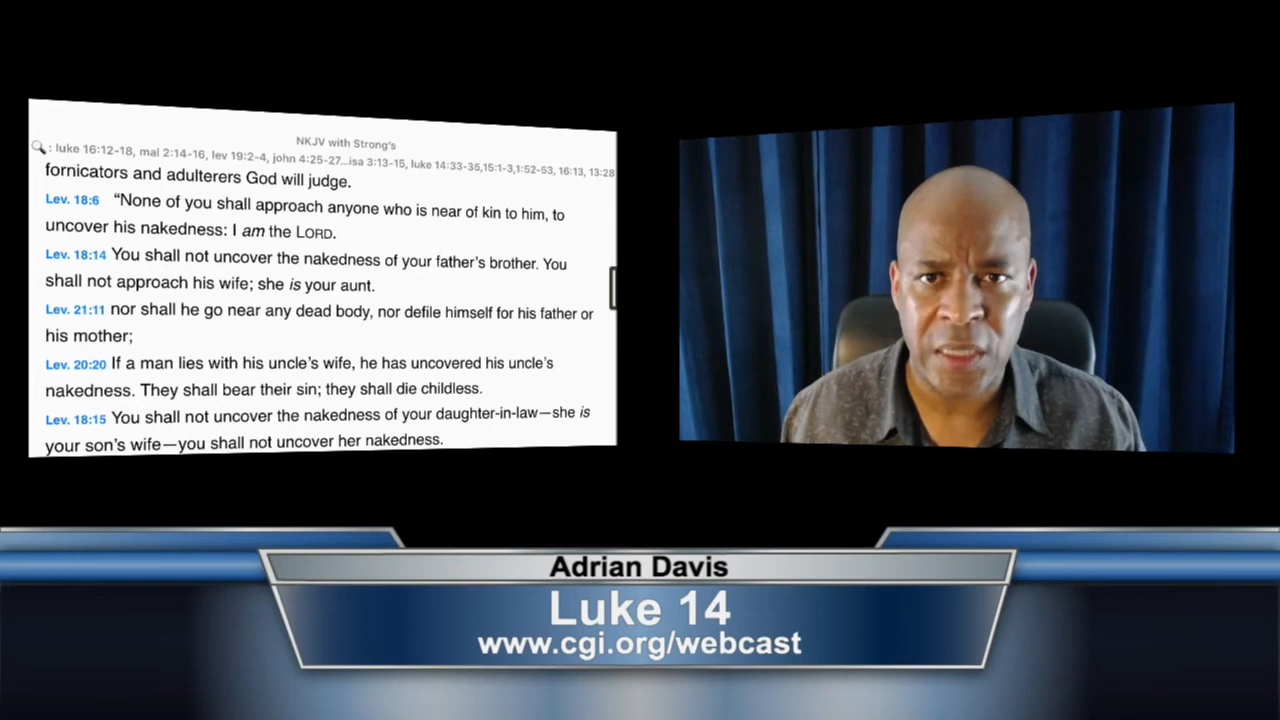 NKJV with Strong's
: luke 16:12-18, mal 2:14-16, lev 19:2-4, john 4:25-27...isa 3:13-15, luke 14:33-35,15:1-3,1:52-53, 16:13, 13:28
fornicators and adulterers God will judge.
Lev. 18:6 “None of you shall approach anyone who is near of kin to him, to
uncover his nakedness: I am the LORD.
Lev. 18:14 You shall not uncover the nakedness of your father’s brother. You
shall not approach his wife; she is your aunt.
Lev. 21:11 nor shall he go near any dead body, nor defile himself for his father or
his mother;
Lev. 20:20 If a man lies with his uncle’s wife, he has uncovered his uncle’s
nakedness. They shall bear their sin; they shall die childless.
Lev. 18:15 You shall not uncover the nakedness of your daughter-in-law—she is
your son’s wife—you shall not uncover her nakedness.
Adrian Davis
Luke 14
www.cgi.org/webcast